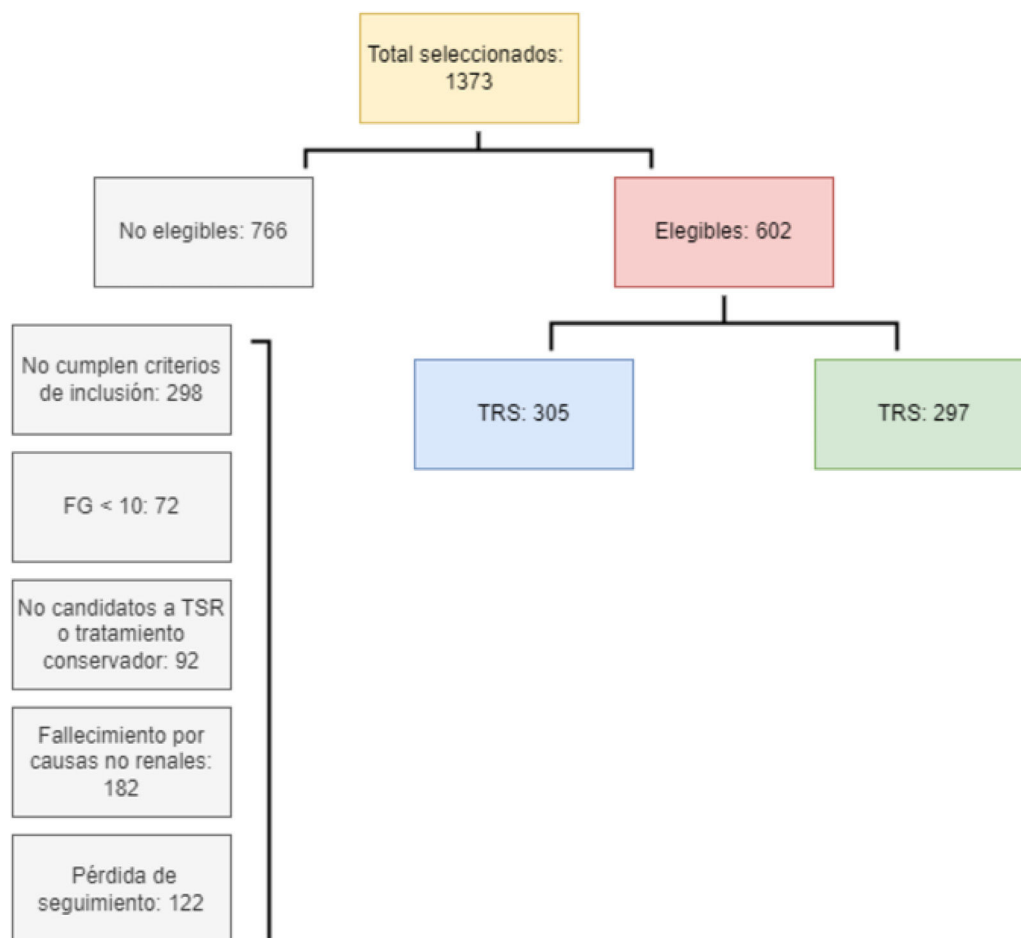 Total seleccionados:
1373
No elegibles: 766
Elegibles: 602
No cumplen criterios
de inclusión: 298
TRS: 305
TRS: 297
FG < 10: 72
No candidatos a TSR
o tratamiento
conservador: 92
Fallecimiento por
causas no renales:
182
Pérdida de
seguimiento: 122